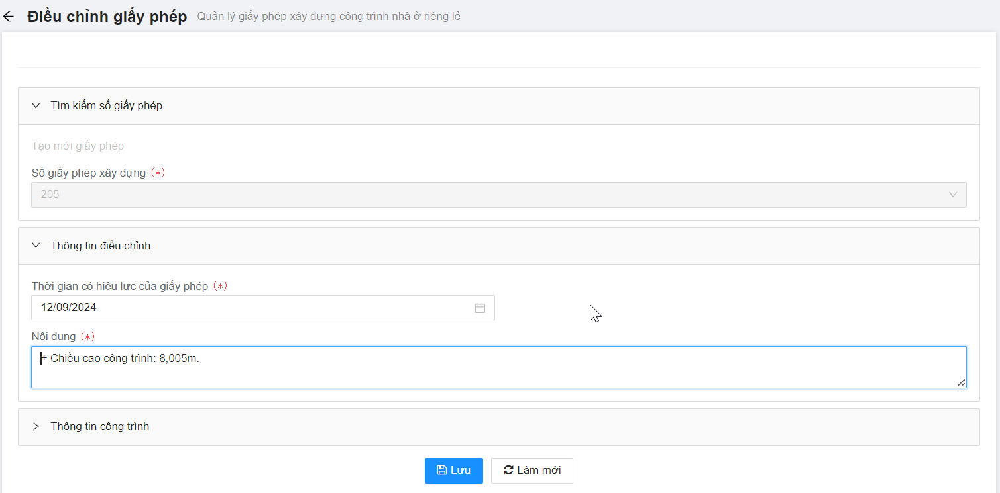 Điều chỉnh giấy phép Quản lý giấy phép xây dựng công trình nhà ở riêng lẻ
Tìm kiếm số giấy phép
Tạo mới giấy phép
Số giấy phép xây dựng (*)
205
Thông tin điều chỉnh
Thời gian có hiệu lực của giấy phép (*)
12/09/2024
Nội dung (*)
+ Chiều cao công trình: 8,005m.
Thông tin công trình
Lưu Làm mới